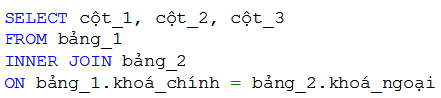 SELECT cột_1, cột_2, cột_3
FROM bảng_1
INNER JOIN bảng_2
ON bảng_1.khoá_chính = bảng_2.khoá_ngoại